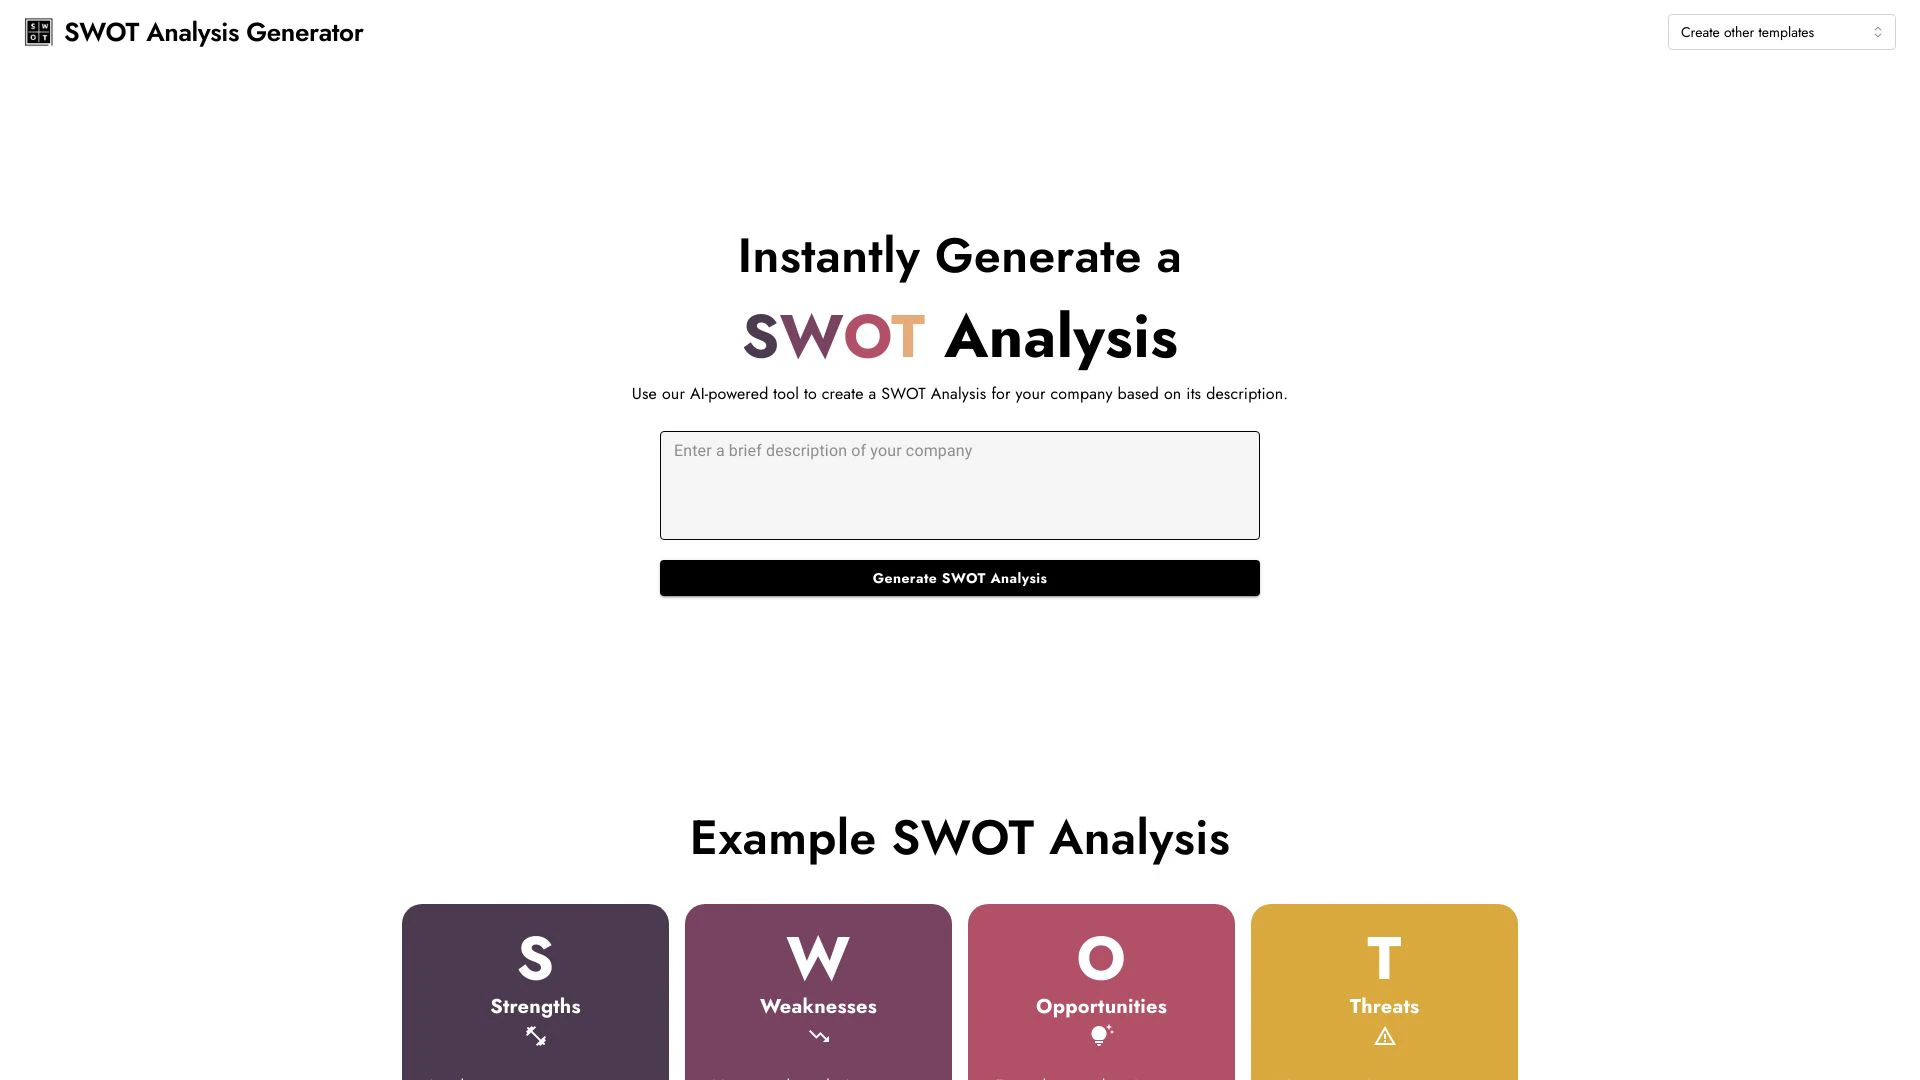 S W
O T
SWOT Analysis Generator
Create other templates
Instantly Generate a
SWOT Analysis
Use our AI-powered tool to create a SWOT Analysis for your company based on its description.
Enter a brief description of your company
Generate SWOT Analysis
Example SWOT Analysis
S
Strengths
W
Weaknesses
O
Opportunities
T
Threats